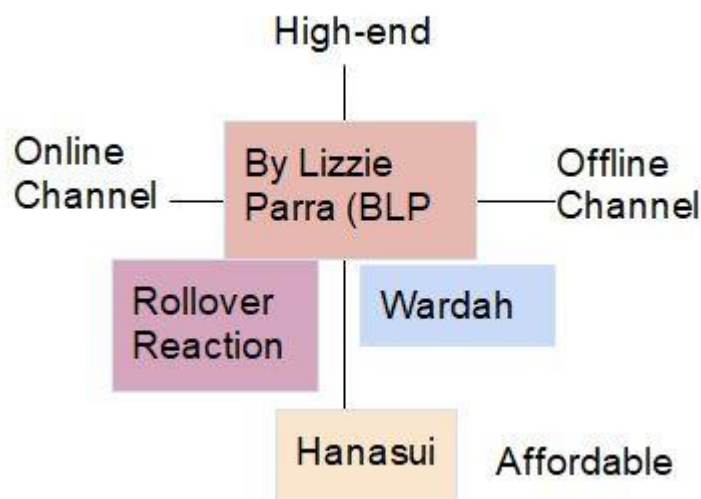 High-end
Online
Channel
By Lizzie
Parra (BLP
Offline
Channel
Rollover
Reaction
Wardah
Hanasui
Affordable